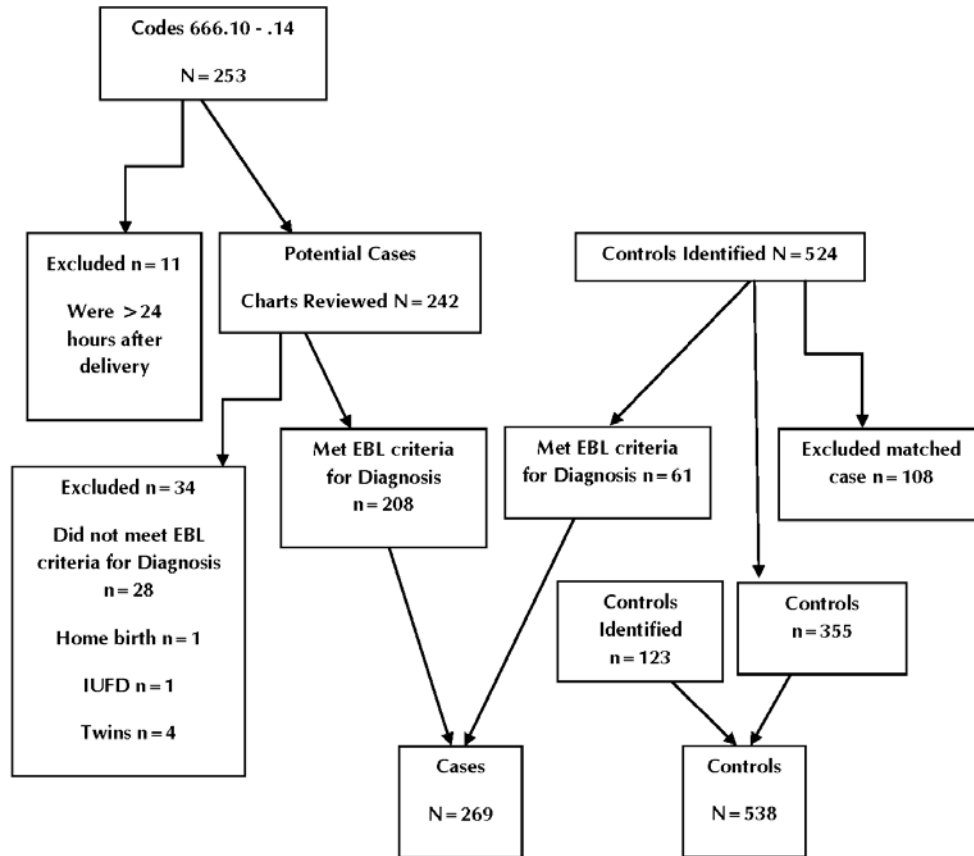 Codes 666.10 - .14
N = 253
Excluded n = 11
Were > 24
hours after
delivery
Potential Cases
Charts Reviewed N = 242
Controls Identified N = 524
Excluded n = 34
Did not meet EBL
criteria for Diagnosis
n = 28
Home birth n = 1
IUFD n = 1
Twins n = 4
Met EBL criteria
for Diagnosis
n = 208
Met EBL criteria
for Diagnosis n = 61
Excluded matched
case n = 108
Controls
Identified
n = 123
Controls
n = 355
Cases
N = 269
Controls
N = 538